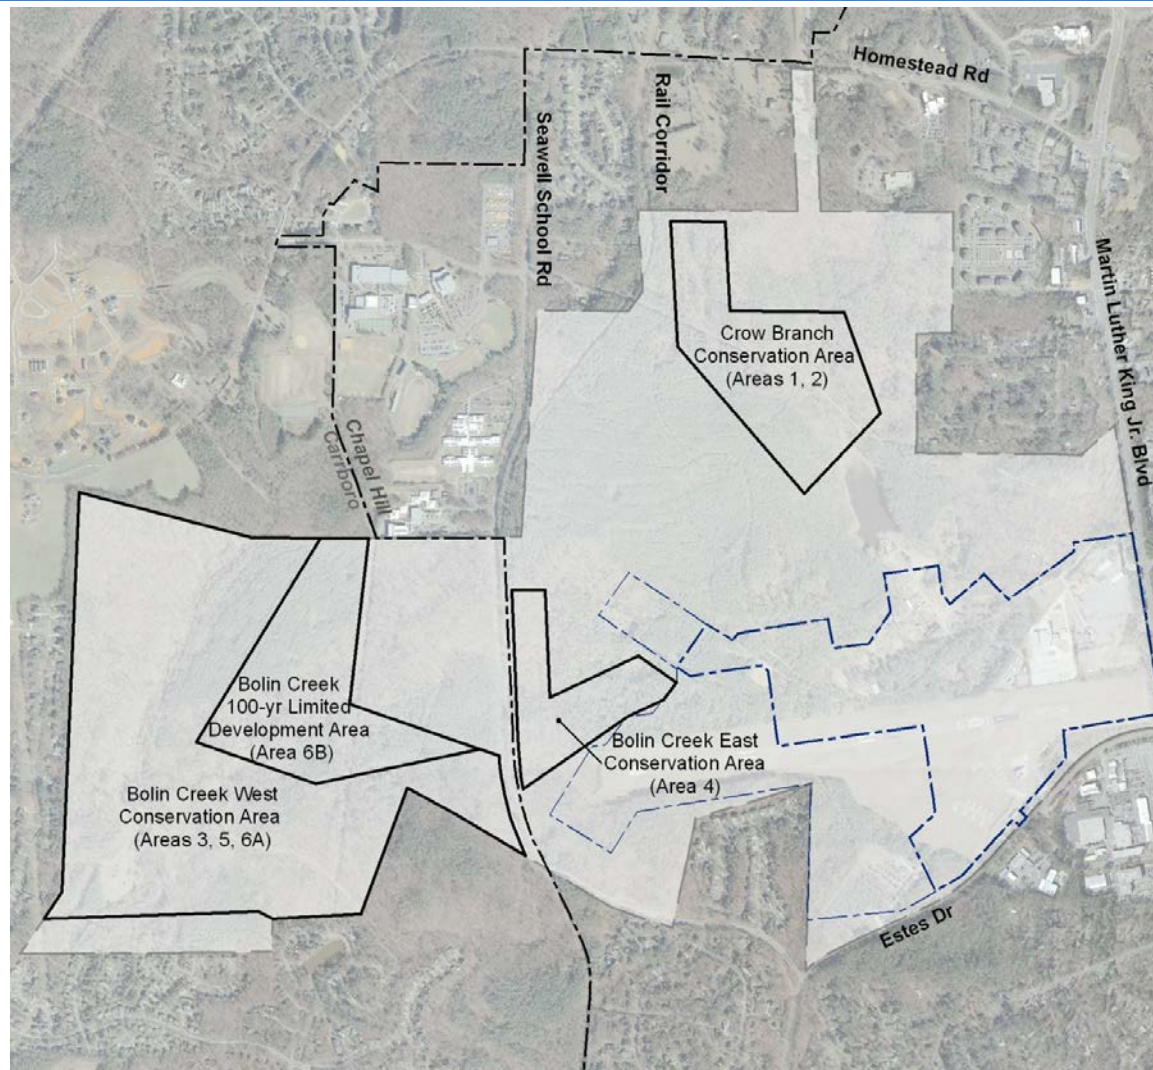 Homestead Rd
Rail Corridor
Seawell School Rd
Martin Luther King Jr. Blvd
Crow Branch
Conservation Area
(Areas 1, 2)
Chapel Hill
Carrboro
Bolin Creek
100-yr Limited
Development Area
(Area 6B)
Bolin Creek East
Conservation Area
(Area 4)
Bolin Creek West
Conservation Area
(Areas 3, 5, 6A)
Estes Dr